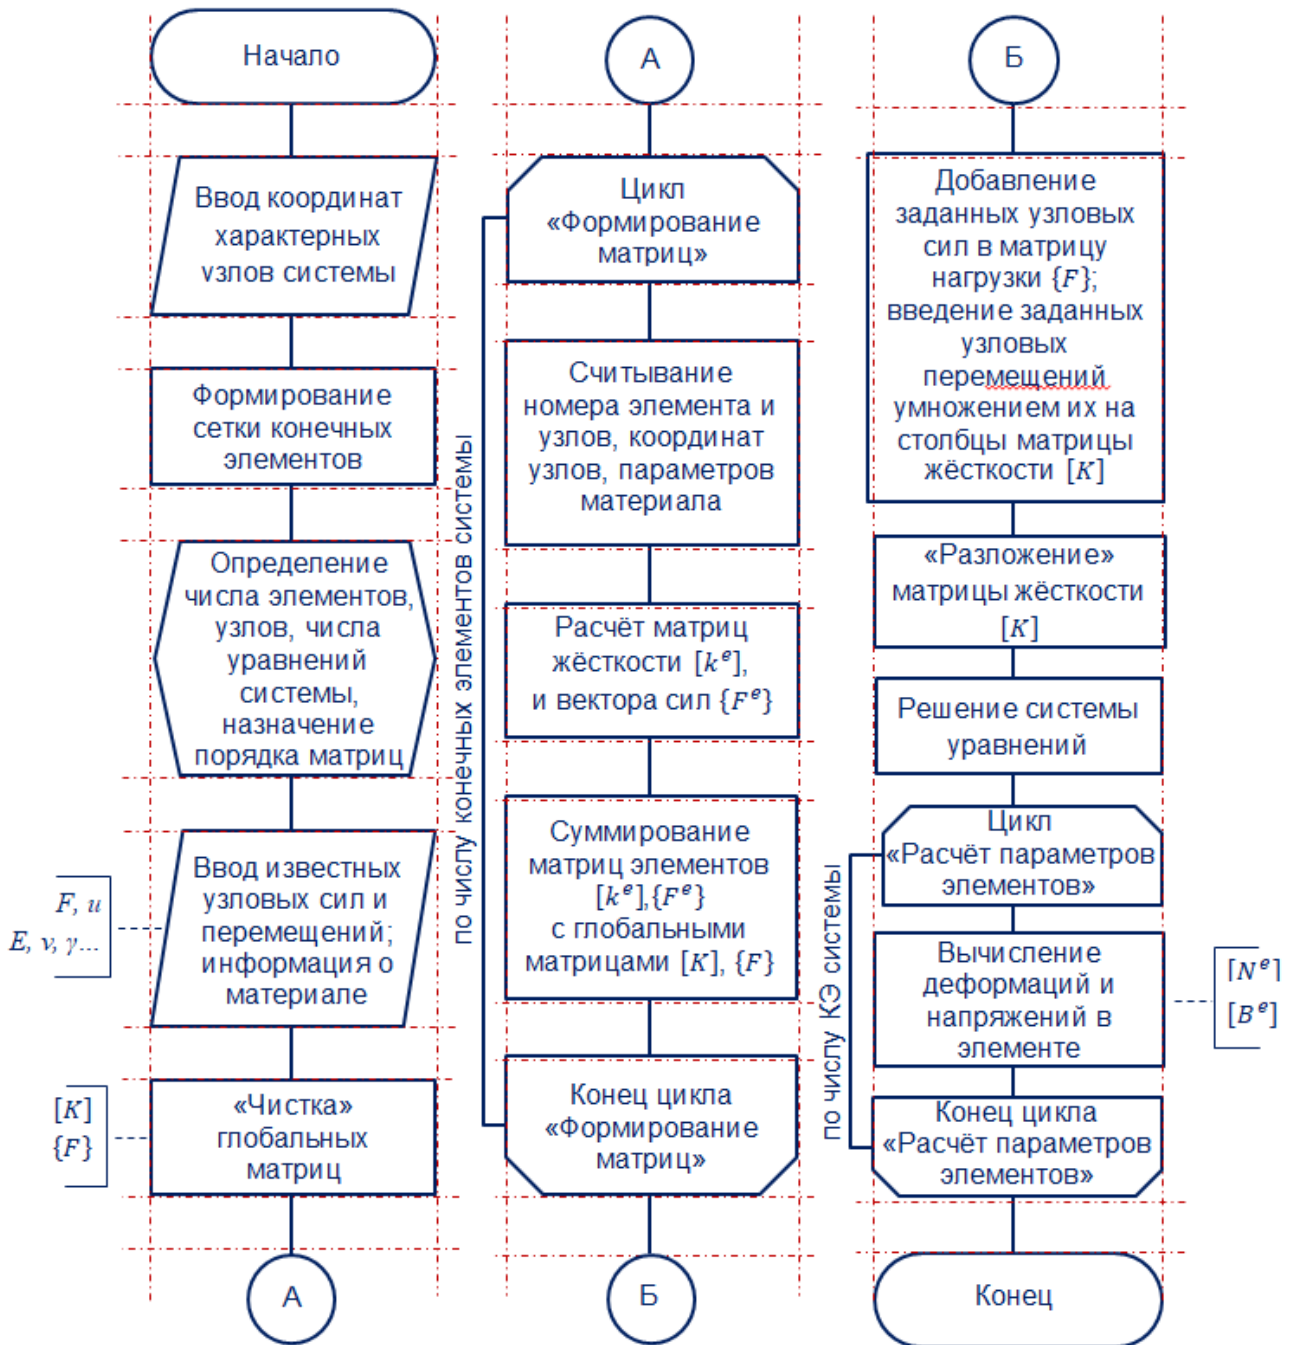 Начало
Ввод координат
характерных
узлов системы
Формирование
сетки конечных
элементов
Определение
числа элементов,
узлов, числа
уравнений
системы,
назначение
порядка матриц
Ввод известных
узловых сил и
перемещений;
информация о
материале
F, u
E, ν, γ...
«Чистка»
глобальных
матриц
[K]
{F}
А
А
Цикл
«Формирование
матриц»
по числу конечных элементов системы
Считывание
номера элемента и
узлов, координат
узлов, параметров
материала
Расчёт матриц
жёсткости [kᵉ],
и вектора сил {Fᵉ}
Суммирование
матриц элементов
[kᵉ],{Fᵉ}
с глобальными
матрицами [K], {F}
Конец цикла
«Формирование
матриц»
Б
Б
Добавление
заданных узловых
сил в матрицу
нагрузки {F};
введение заданных
узловых
перемещений
умножением их на
столбцы матрицы
жёсткости [K]
«Разложение»
матрицы жёсткости
[K]
Решение системы
уравнений
Цикл
«Расчёт параметров
элементов»
по числу КЭ системы
Вычисление
деформаций и
напряжений в
элементе
[Nᵉ]
[Bᵉ]
Конец цикла
«Расчёт параметров
элементов»
Конец